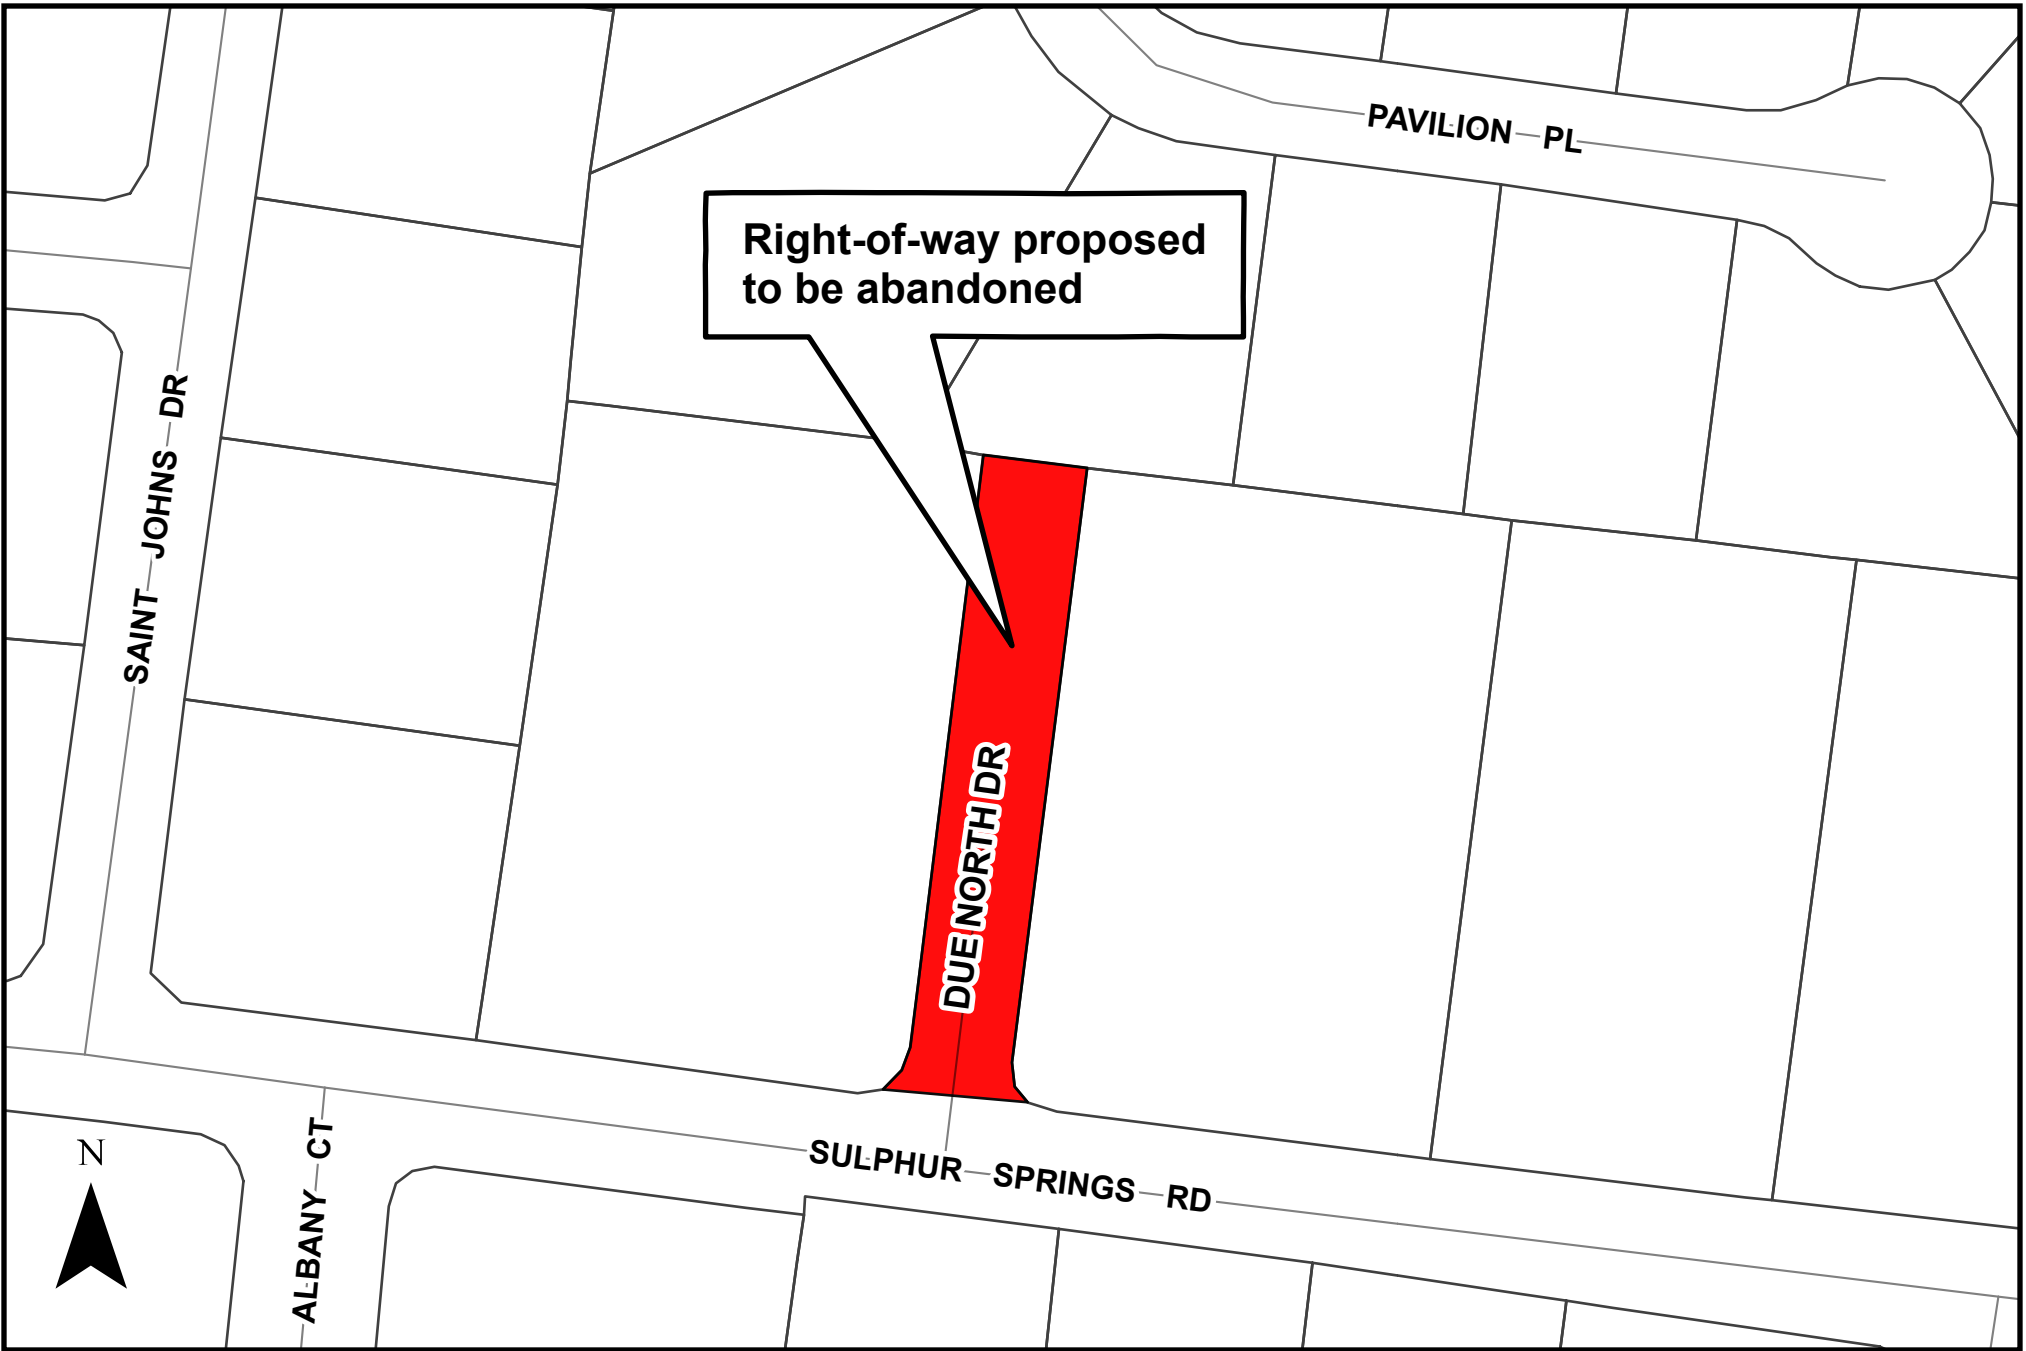 PAVILION PL
Right-of-way proposed
to be abandoned
SAINT JOHNS DR
DUE NORTH DR
SULPHUR SPRINGS RD
ALBANY CT
N